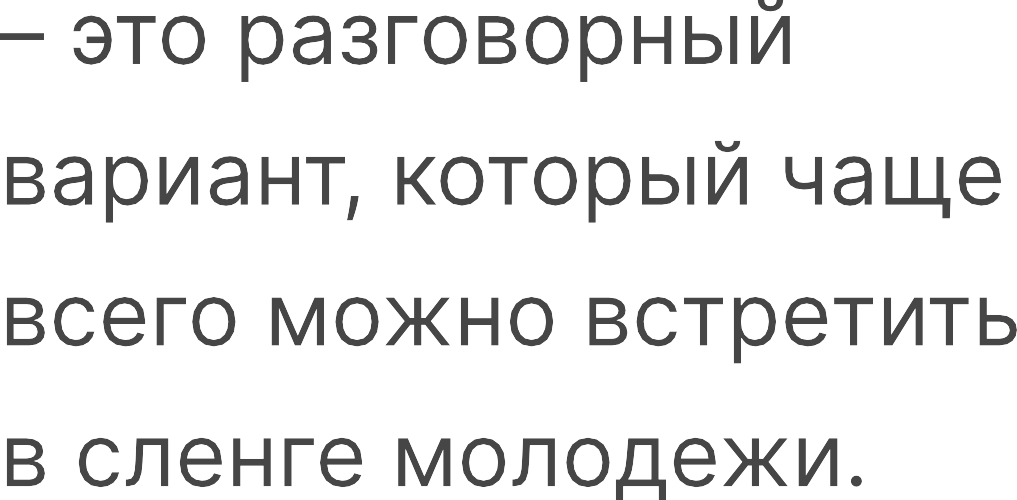 – это разговорный
вариант, который чаще
всего можно встретить
в сленге молодежи.